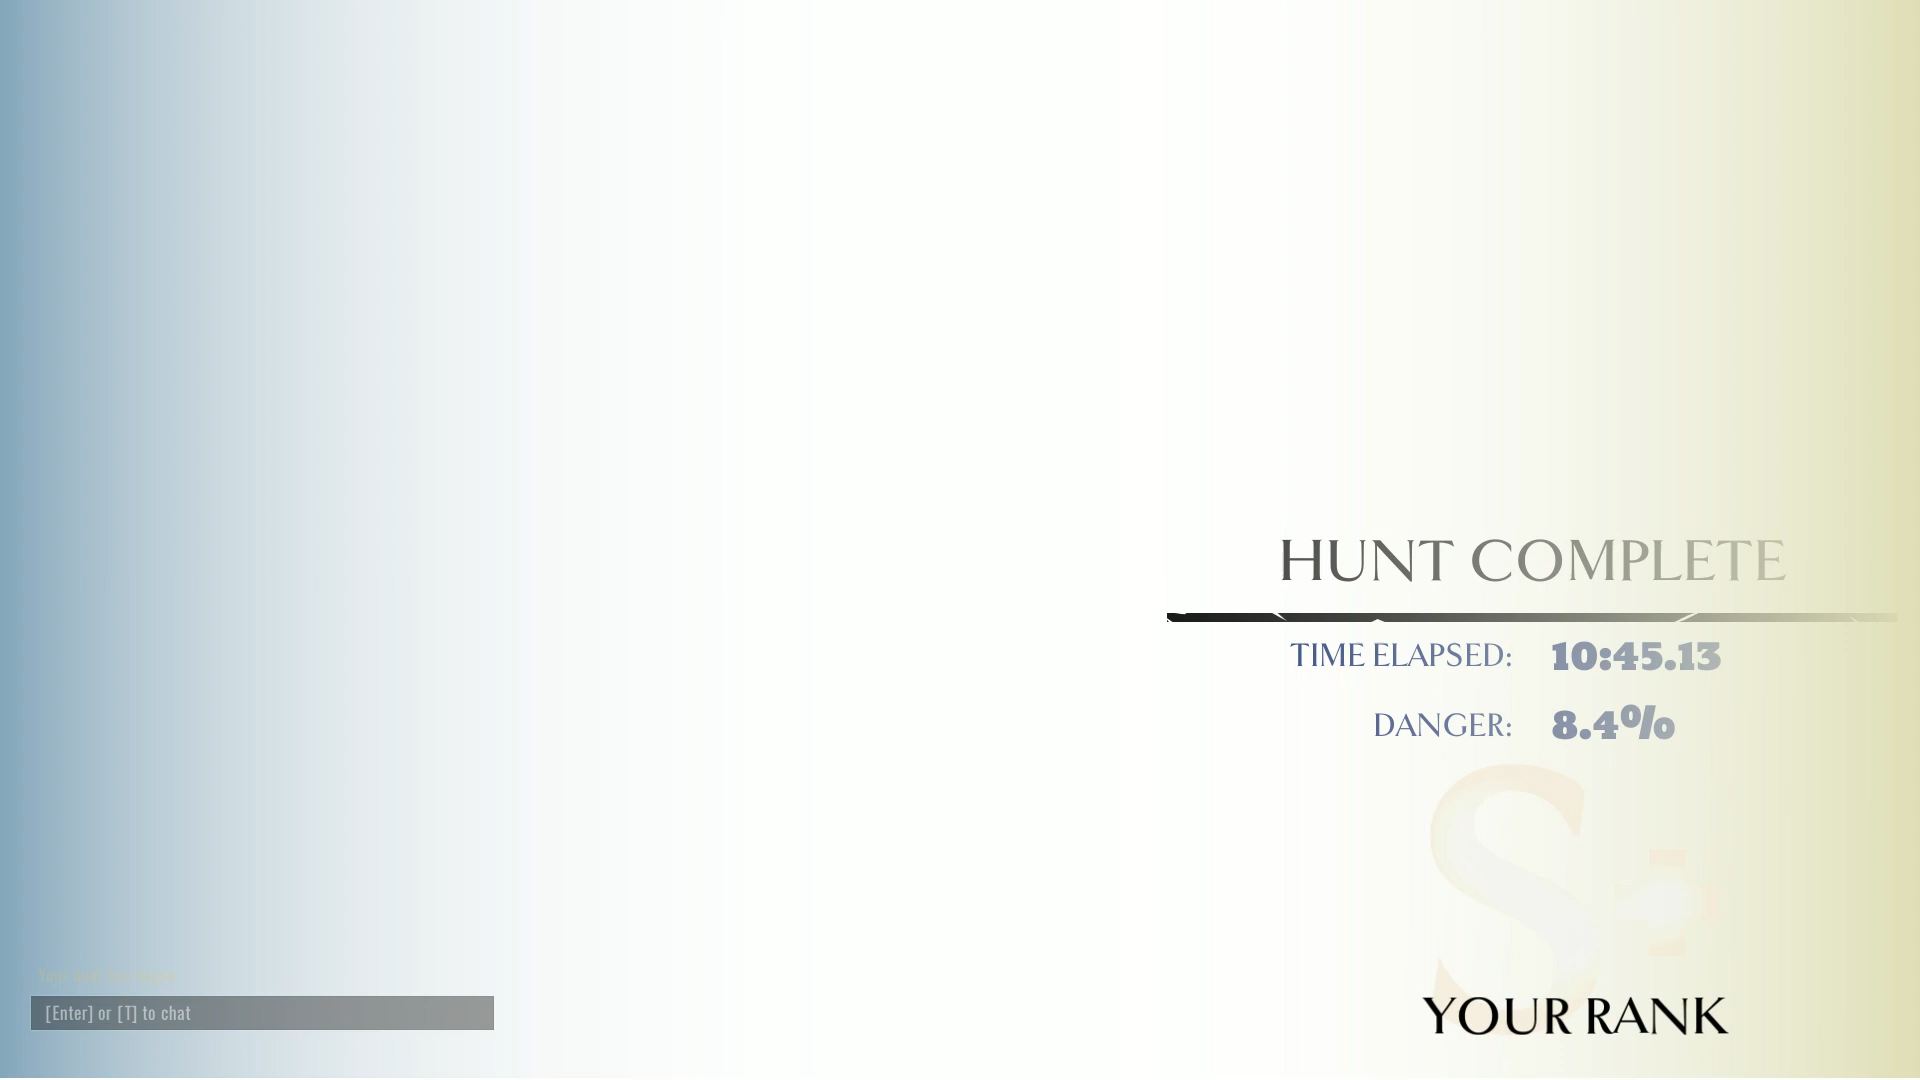 HUNT COMPLETE
TIME ELAPSED: 10:45.13
DANGER: 8.4%
S+
YOUR RANK
[Enter] or [T] to chat